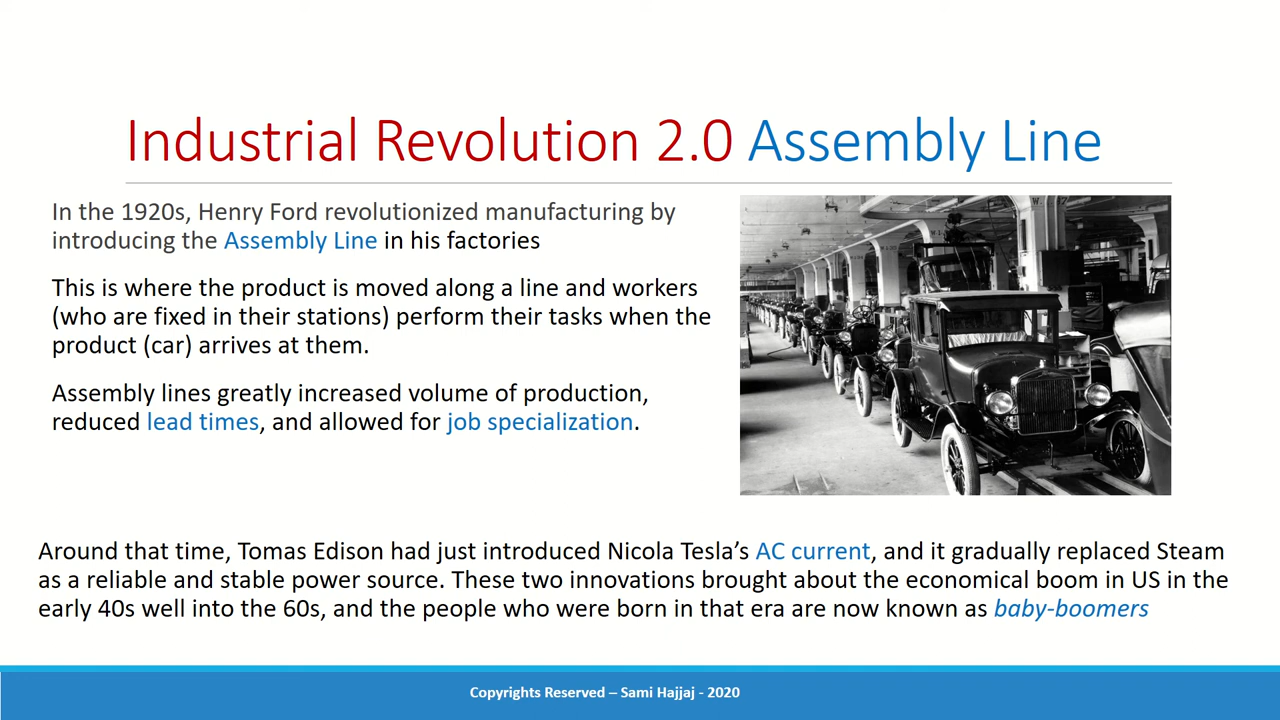 Industrial Revolution 2.0 Assembly Line
In the 1920s, Henry Ford revolutionized manufacturing by
introducing the Assembly Line in his factories
This is where the product is moved along a line and workers
(who are fixed in their stations) perform their tasks when the
product (car) arrives at them.
Assembly lines greatly increased volume of production,
reduced lead times, and allowed for job specialization.
Around that time, Tomas Edison had just introduced Nicola Tesla’s AC current, and it gradually replaced Steam
as a reliable and stable power source. These two innovations brought about the economical boom in US in the
early 40s well into the 60s, and the people who were born in that era are now known as baby-boomers
Copyrights Reserved – Sami Hajjaj - 2020